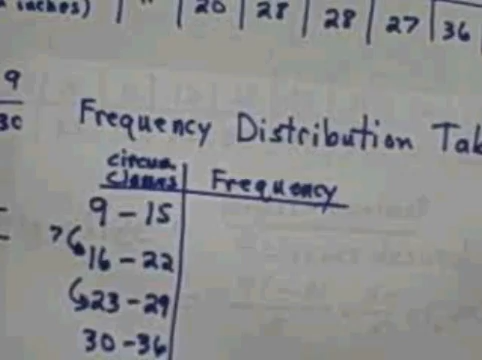 inches) 20 28 28 27 36
9
30
Frequency Distribution
circum.
classes Frequency
9 - 15
7 16 - 22
23 - 29
30 - 36